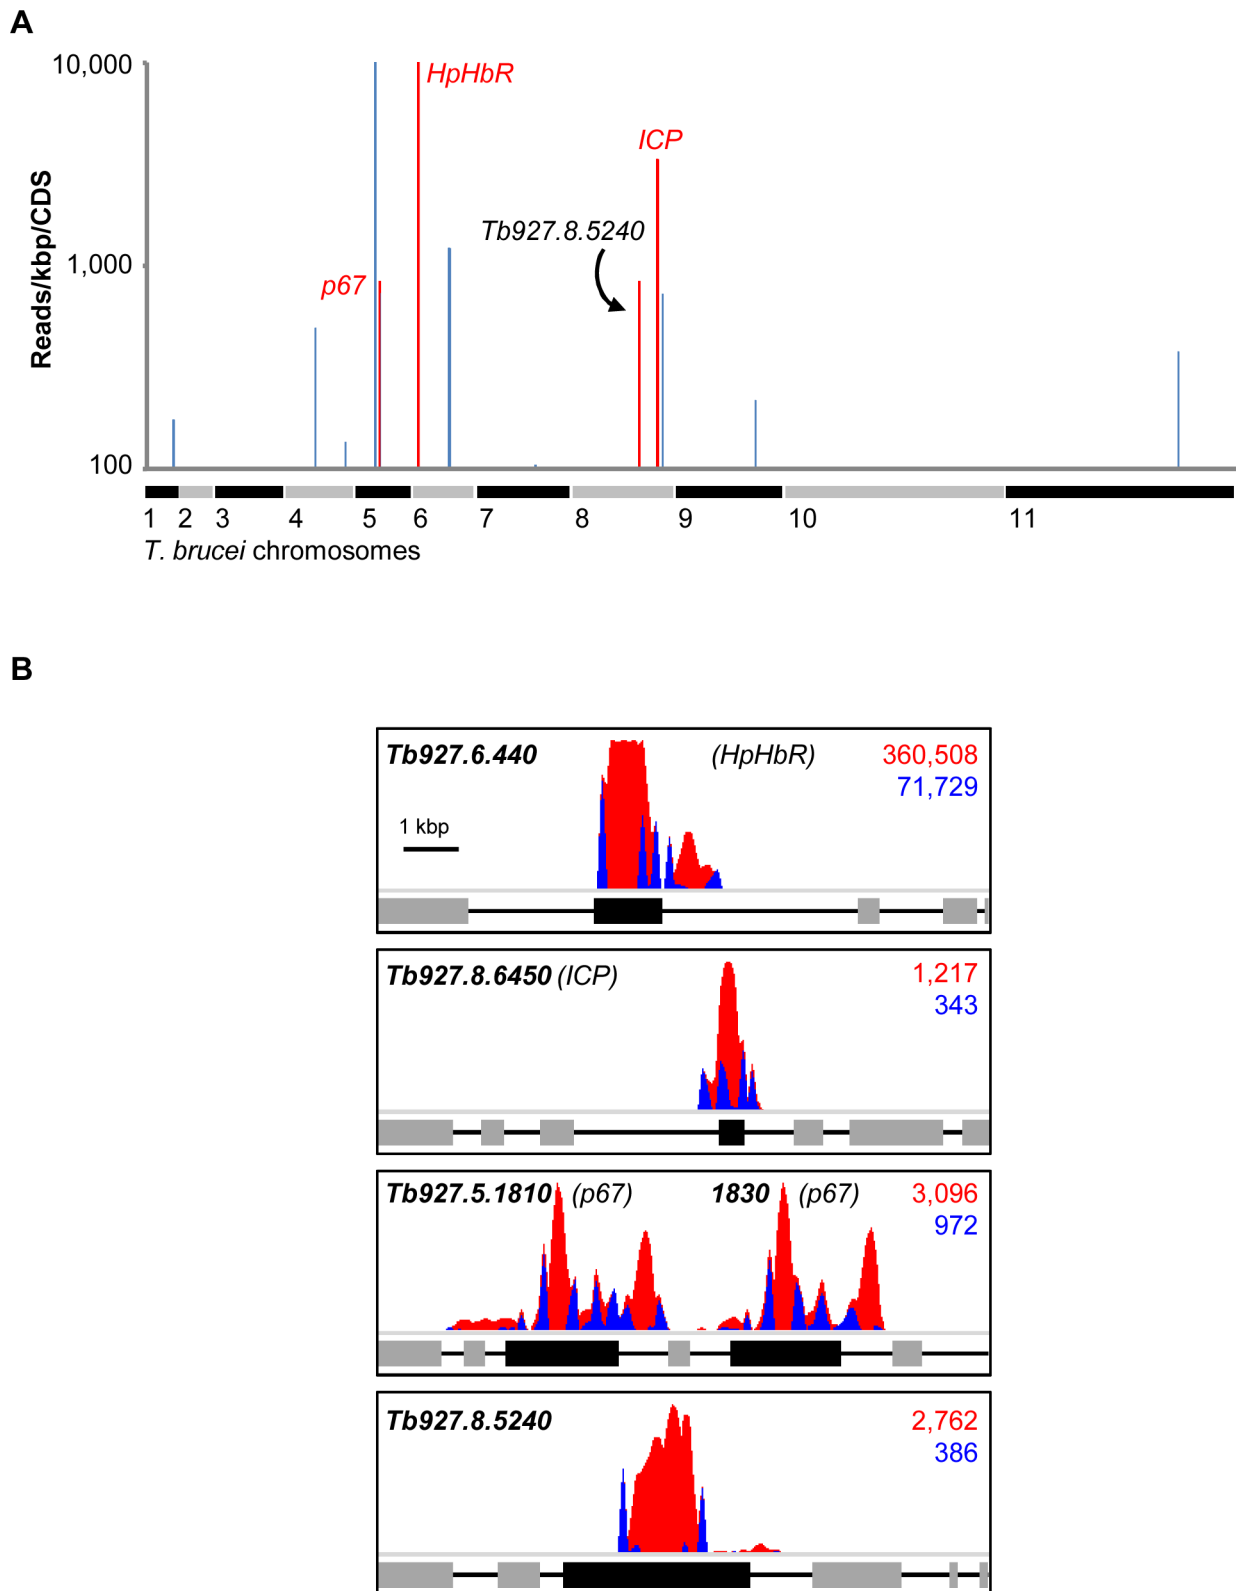 A
10,000
HpHbR
ICP
Tb927.8.5240
1,000
p67
Reads/kbp/CDS
100
1 2 3 4 5 6 7 8 9 10 11
T. brucei chromosomes
B
Tb927.6.440 (HpHbR) 360,508
71,729
1 kbp
Tb927.8.6450 (ICP) 1,217
343
Tb927.5.1810 (p67) 1830 (p67) 3,096
972
Tb927.8.5240 2,762
386